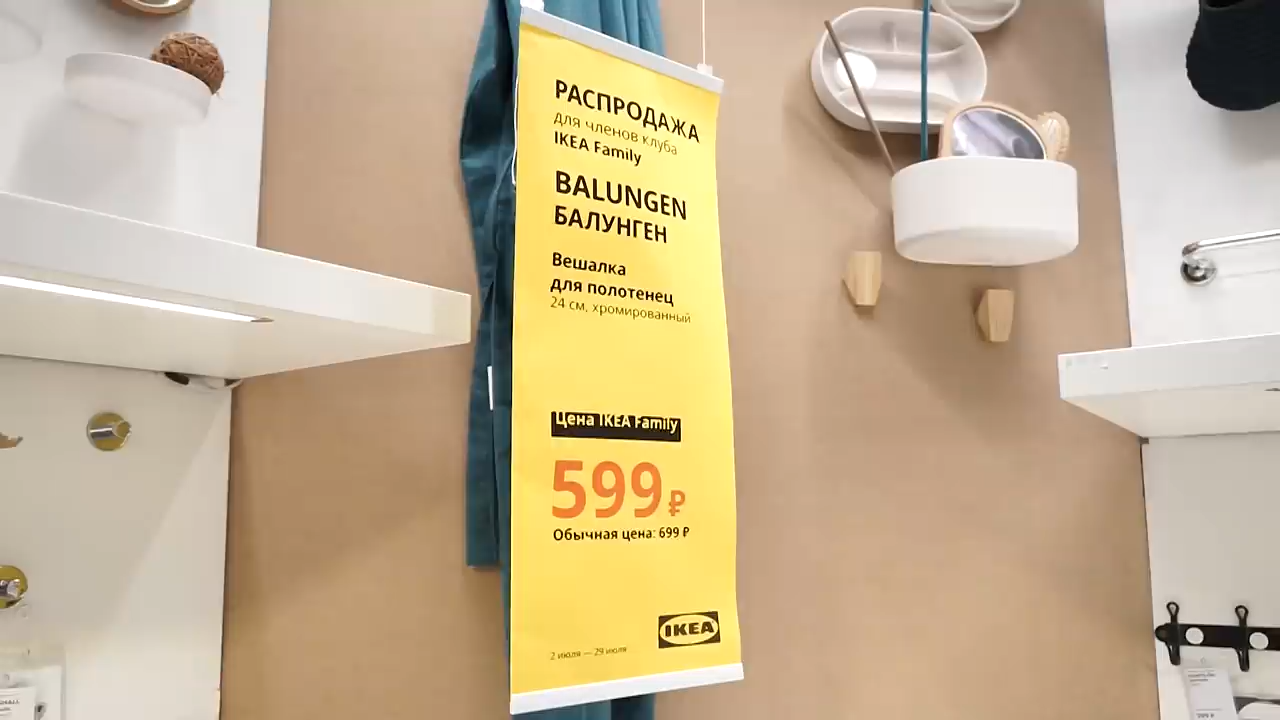 РАСПРОДАЖА
для членов клуба
IKEA Family
BALUNGEN
БАЛУНГЕН
Вешалка
для полотенец
24 см, хромированный
Цена IKEA Family
599 ₽
Обычная цена: 699 ₽
IKEA
2 июля — 29 июля